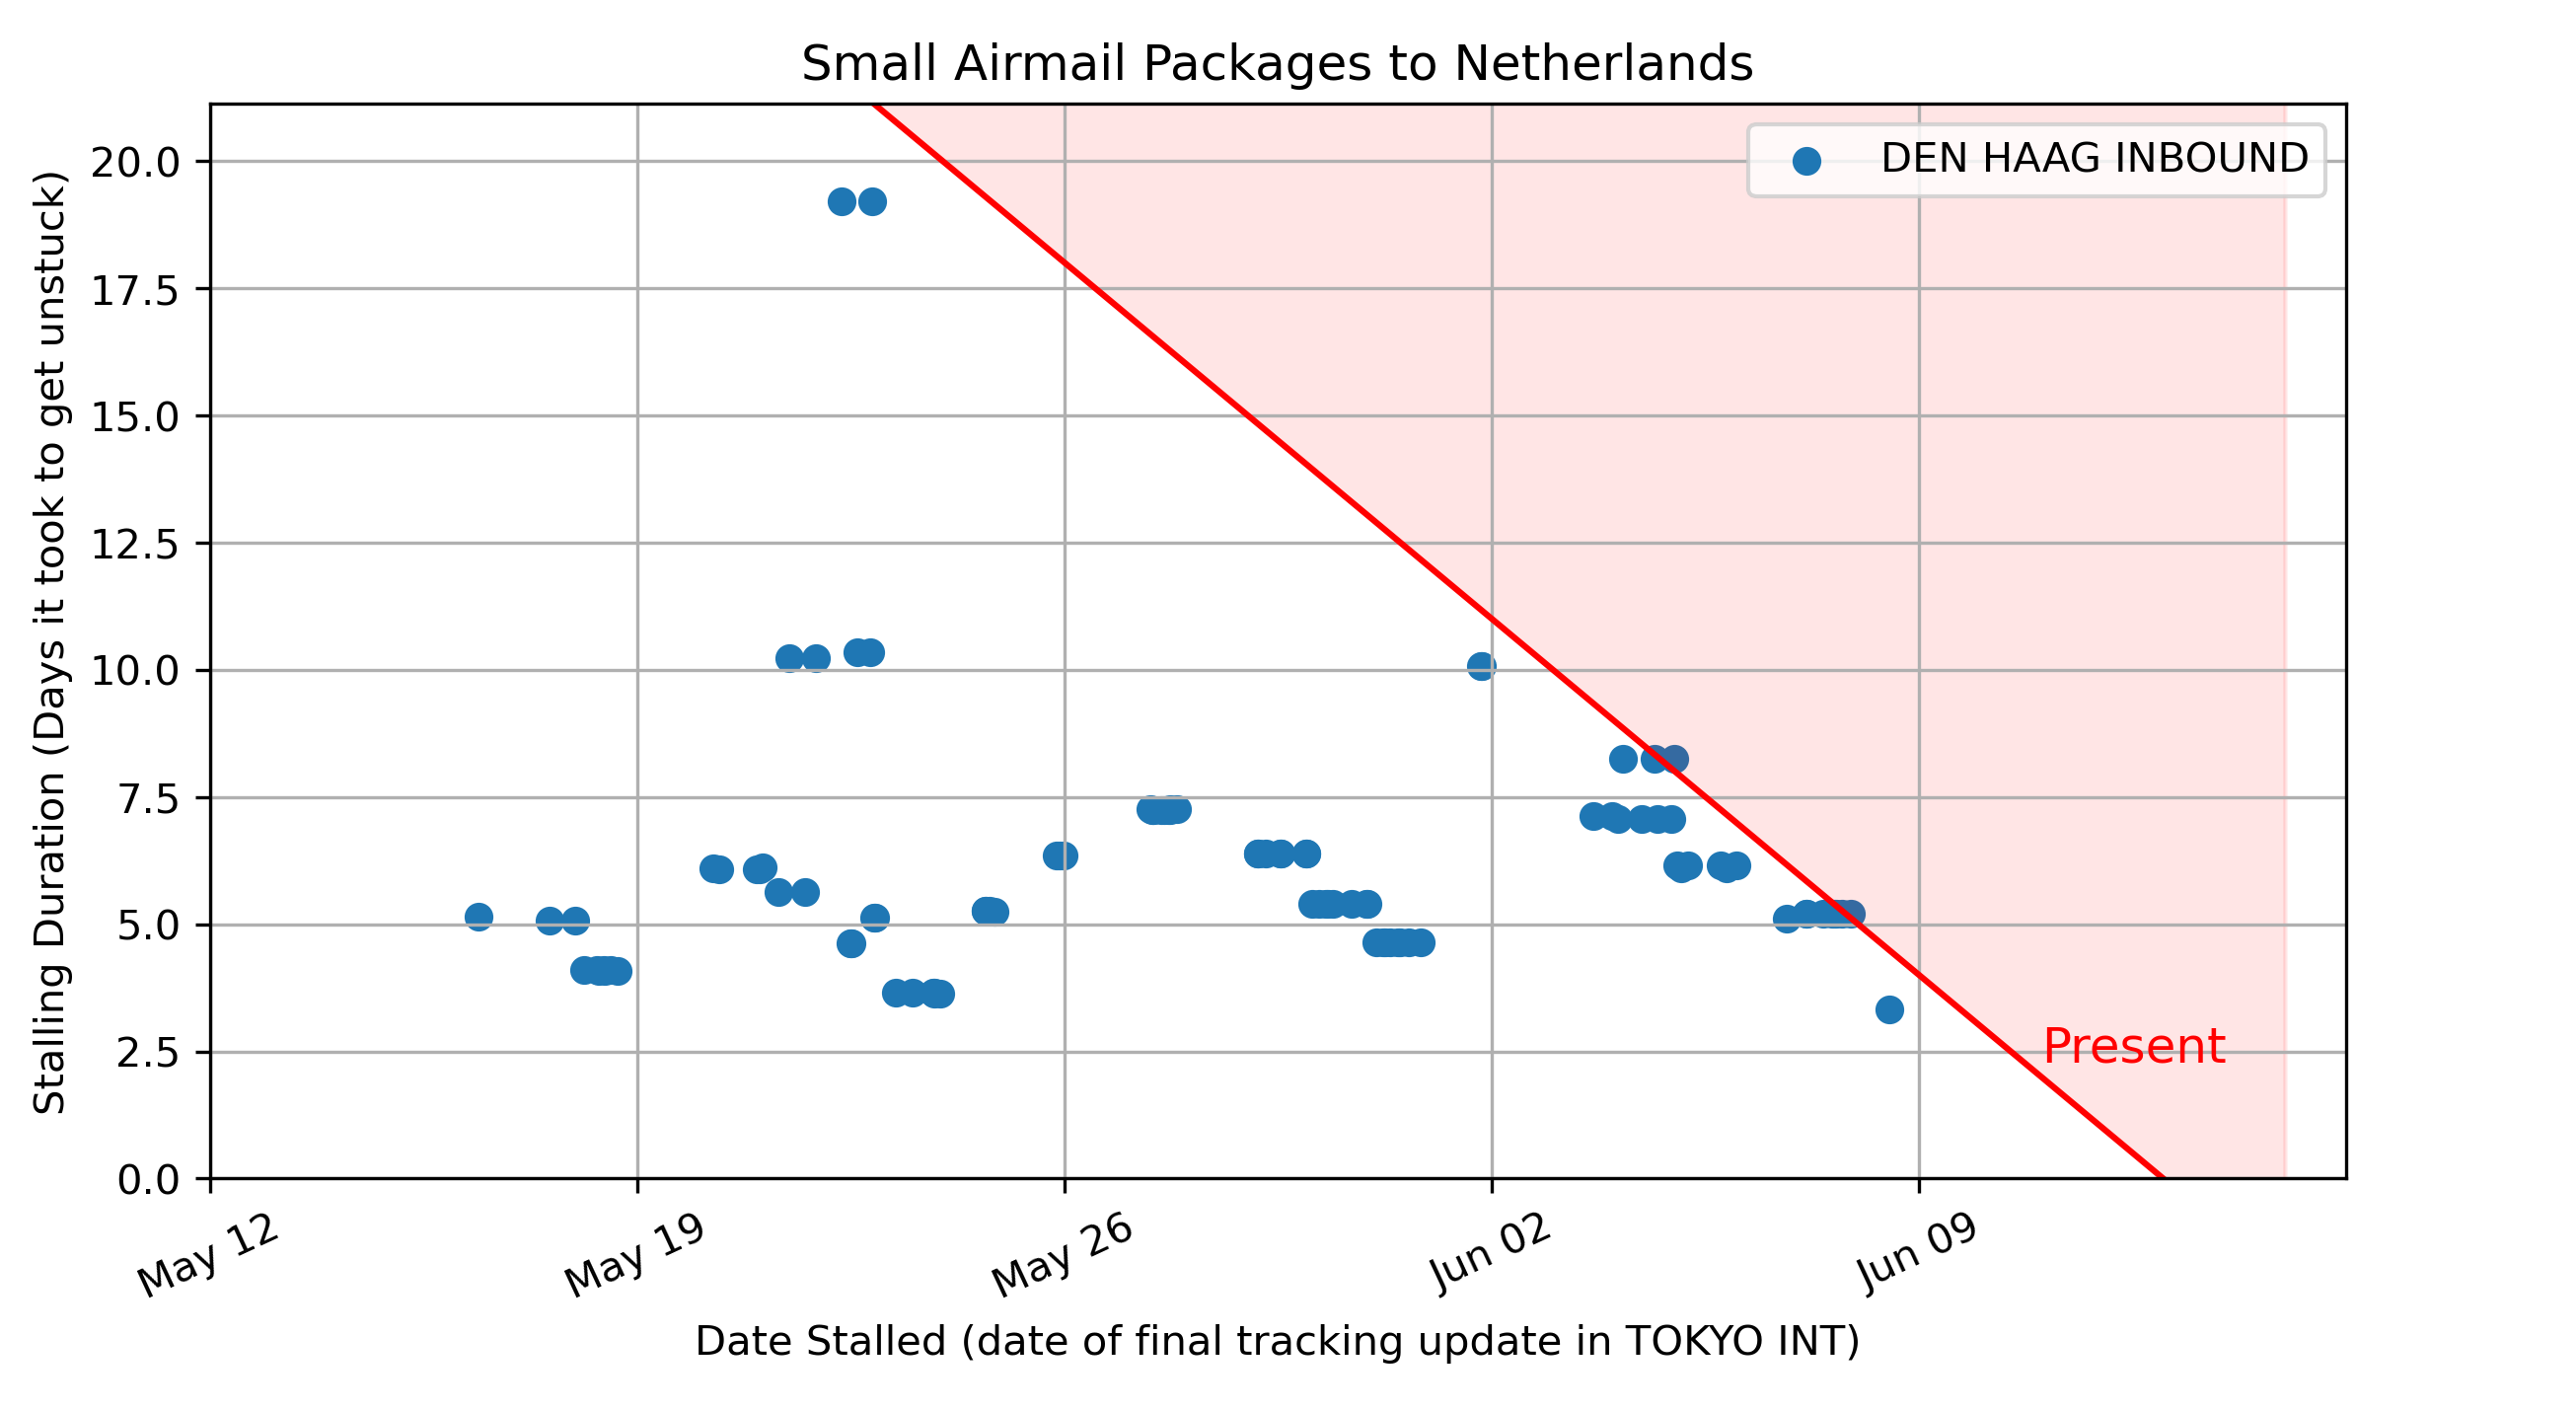 Small Airmail Packages to Netherlands
DEN HAAG INBOUND
Stalling Duration (Days it took to get unstuck)
20.0
17.5
15.0
12.5
10.0
7.5
5.0
2.5
0.0
Present
May 12
May 19
May 26
Jun 02
Jun 09
Date Stalled (date of final tracking update in TOKYO INT)